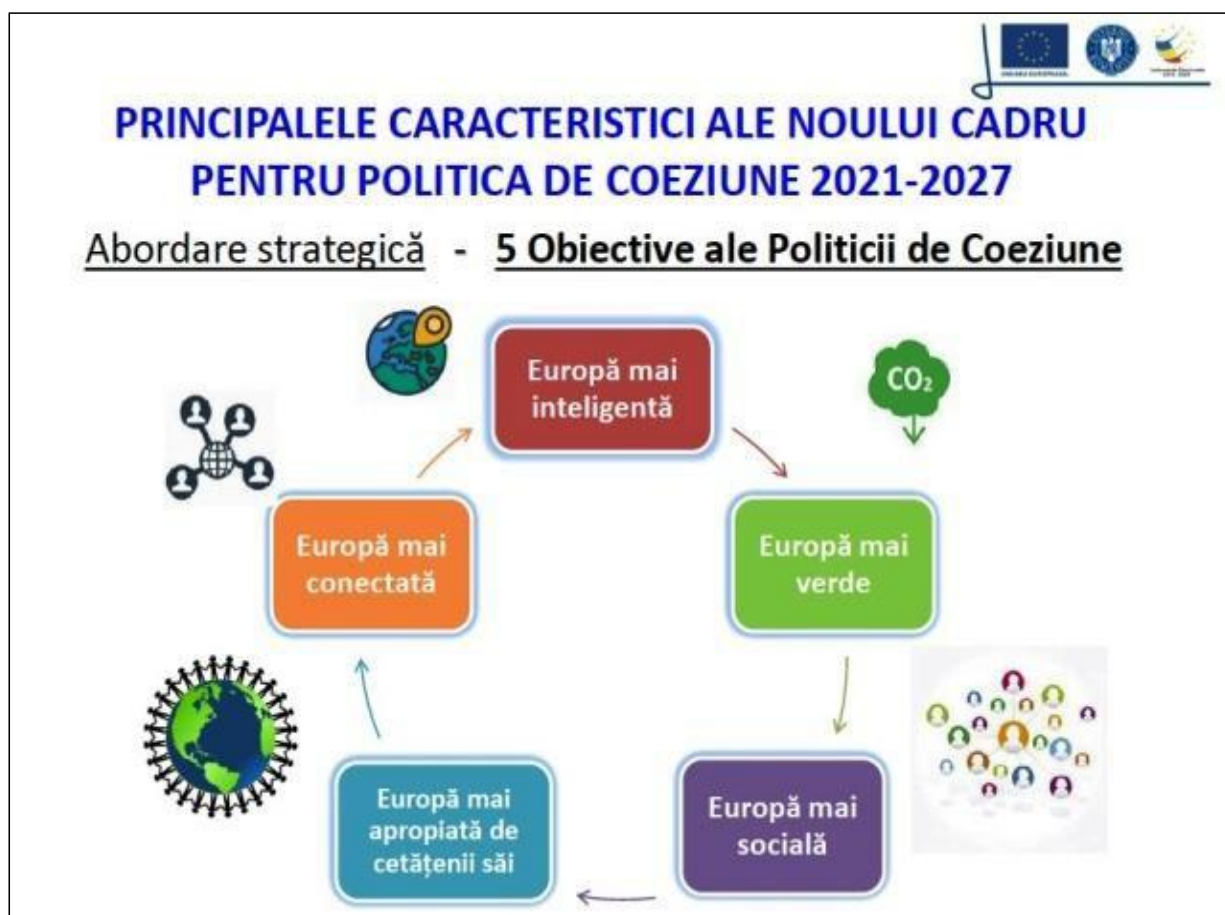 UNIUNEA EUROPEANĂ
PRINCIPALELE CARACTERISTICI ALE NOULUI CADRU
PENTRU POLITICA DE COEZIUNE 2021-2027
Abordare strategică - 5 Obiective ale Politicii de Coeziune
Europă mai
inteligentă
CO₂
Europă mai
conectată
Europă mai
verde
Europă mai
apropiată de
cetățenii săi
Europă mai
socială